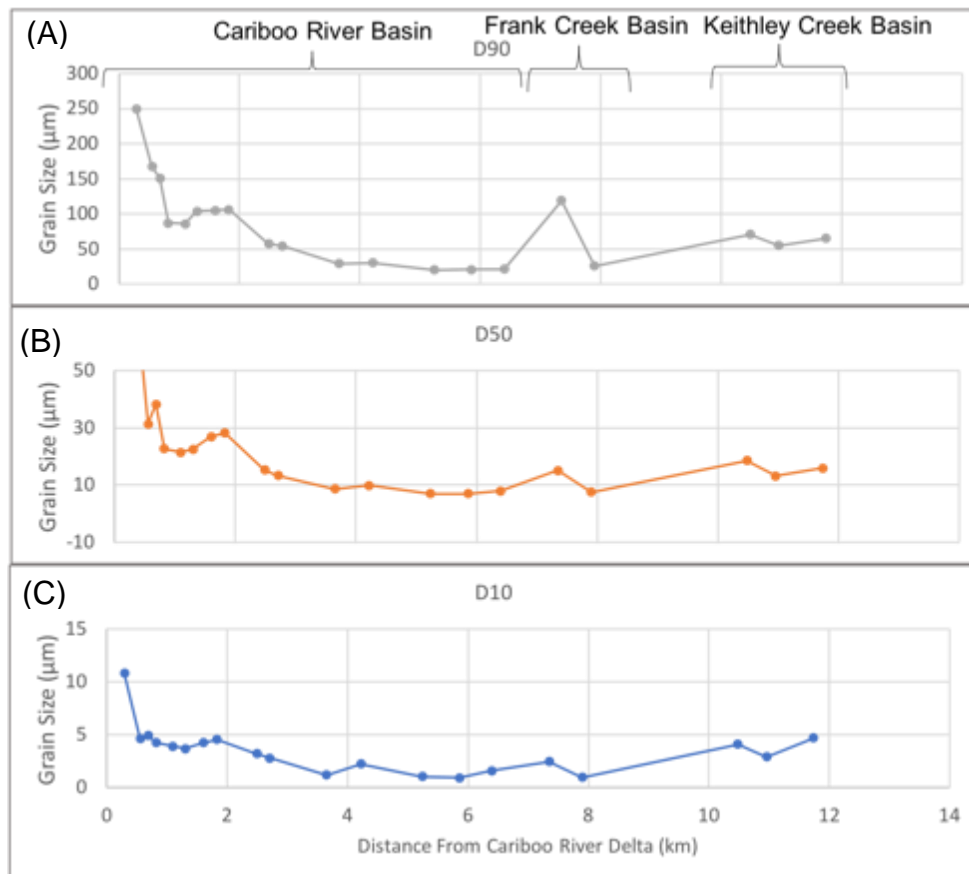 (A)
Cariboo River Basin
Frank Creek Basin
Keithley Creek Basin
D90
Grain Size (µm)
300
250
200
150
100
50
0
(B)
D50
Grain Size (µm)
50
30
10
-10
(C)
D10
Grain Size (µm)
15
10
5
0
0 2 4 6 8 10 12 14
Distance From Cariboo River Delta (km)